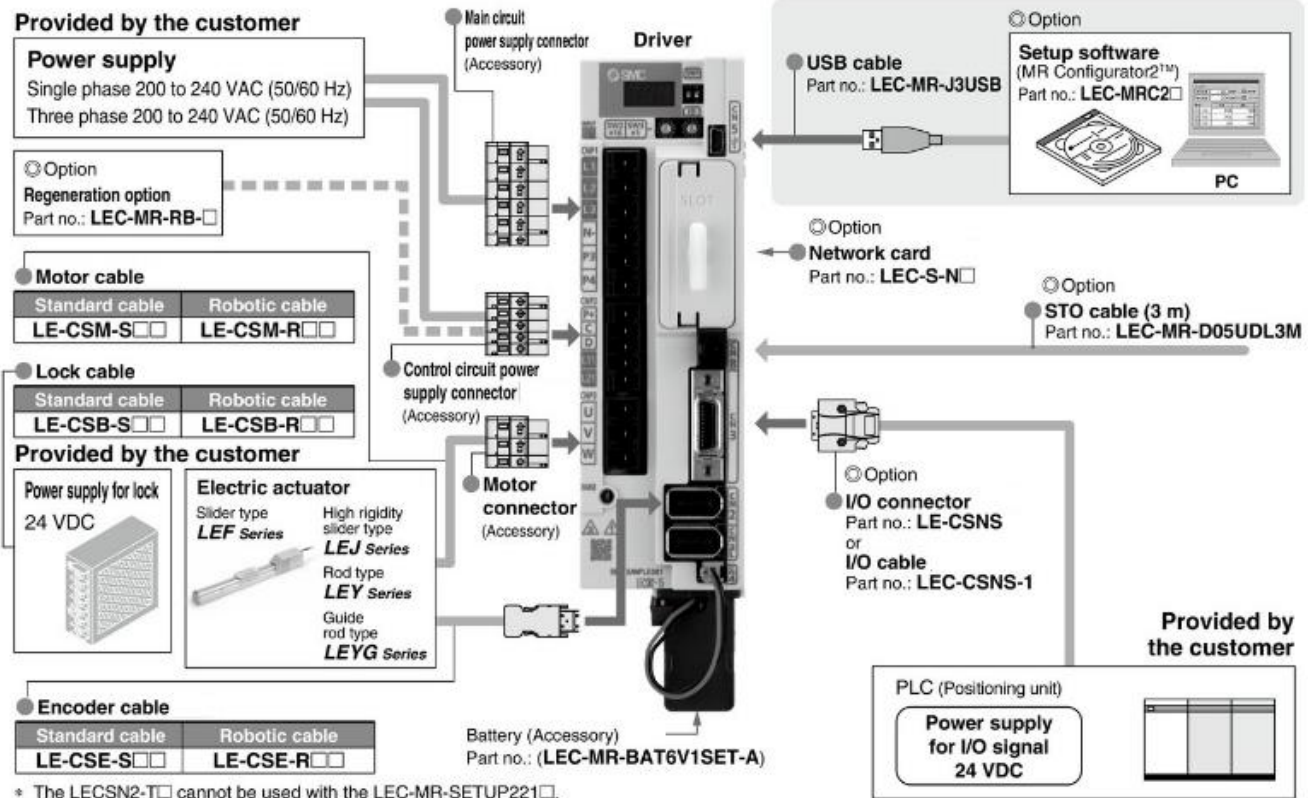 Provided by the customer
Power supply
Single phase 200 to 240 VAC (50/60 Hz)
Three phase 200 to 240 VAC (50/60 Hz)
◎Option
Regeneration option
Part no.: LEC-MR-RB-□
Motor cable
Standard cable Robotic cable
LE-CSM-S□□ LE-CSM-R□□
Lock cable
Standard cable Robotic cable
LE-CSB-S□□ LE-CSB-R□□
Provided by the customer
Power supply for lock
24 VDC
Electric actuator
Slider type
LEF Series
High rigidity
slider type
LEJ Series
Rod type
LEY Series
Guide
rod type
LEYG Series
Encoder cable
Standard cable Robotic cable
LE-CSE-S□□ LE-CSE-R□□
* The LECSN2-T□ cannot be used with the LEC-MR-SETUP221□.
Main circuit
power supply connector
(Accessory)
Control circuit power
supply connector
(Accessory)
Motor
connector
(Accessory)
Driver
SMC
L1
L2
L3
N-
P3
P4
P+
C
D
L11
L21
U
V
W
SLOT
Battery (Accessory)
Part no.: (LEC-MR-BAT6V1SET-A)
USB cable
Part no.: LEC-MR-J3USB
◎Option
Setup software
(MR Configurator2™)
Part no.: LEC-MRC2□
PC
◎Option
Network card
Part no.: LEC-S-N□
◎Option
STO cable (3 m)
Part no.: LEC-MR-D05UDL3M
◎Option
I/O connector
Part no.: LE-CSNS
or
I/O cable
Part no.: LEC-CSNS-1
Provided by
the customer
PLC (Positioning unit)
Power supply
for I/O signal
24 VDC